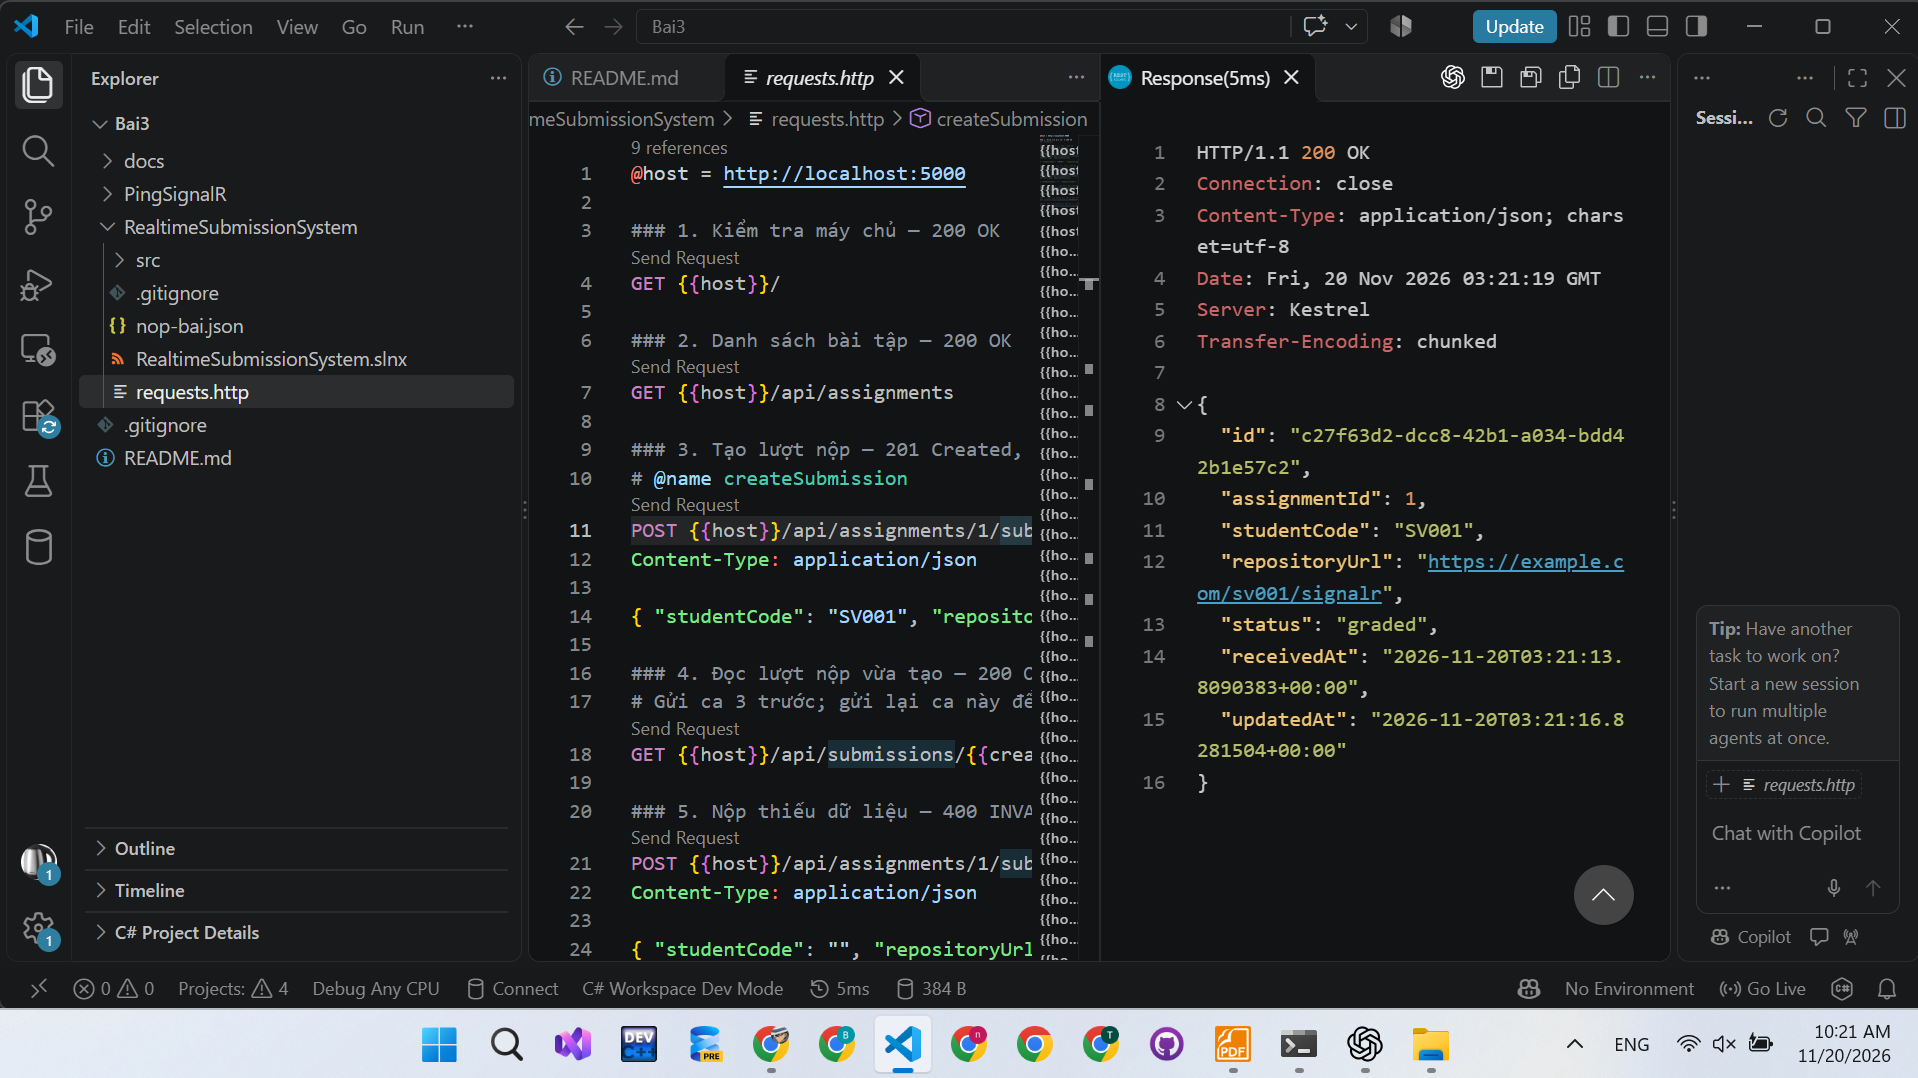 File Edit Selection View Go Run
Bai3
Update
Explorer
Bai3
docs
PingSignalR
RealtimeSubmissionSystem
src
.gitignore
nop-bai.json
RealtimeSubmissionSystem.slnx
requests.http
.gitignore
README.md
Outline
Timeline
C# Project Details
README.md
requests.http
meSubmissionSystem > requests.http > createSubmission
9 references
1 @host = http://localhost:5000
2
3 ### 1. Kiểm tra máy chủ — 200 OK
Send Request
4 GET {{host}}/
5
6 ### 2. Danh sách bài tập — 200 OK
Send Request
7 GET {{host}}/api/assignments
8
9 ### 3. Tạo lượt nộp — 201 Created,
10 # @name createSubmission
Send Request
11 POST {{host}}/api/assignments/1/sub
12 Content-Type: application/json
13
14 { "studentCode": "SV001", "reposito
15
16 ### 4. Đọc lượt nộp vừa tạo — 200 O
17 # Gửi ca 3 trước; gửi lại ca này để
Send Request
18 GET {{host}}/api/submissions/{{crea
19
20 ### 5. Nộp thiếu dữ liệu — 400 INVA
Send Request
21 POST {{host}}/api/assignments/1/sub
22 Content-Type: application/json
23
24 { "studentCode": "", "repositoryUrl
Response(5ms)
1 HTTP/1.1 200 OK
2 Connection: close
3 Content-Type: application/json; chars
et=utf-8
4 Date: Fri, 20 Nov 2026 03:21:19 GMT
5 Server: Kestrel
6 Transfer-Encoding: chunked
7
8 {
9 "id": "c27f63d2-dcc8-42b1-a034-bdd4
2b1e57c2",
10 "assignmentId": 1,
11 "studentCode": "SV001",
12 "repositoryUrl": "https://example.c
om/sv001/signalr",
13 "status": "graded",
14 "receivedAt": "2026-11-20T03:21:13.
8090383+00:00",
15 "updatedAt": "2026-11-20T03:21:16.8
281504+00:00"
16 }
Sessi...
Tip: Have another
task to work on?
Start a new session
to run multiple
agents at once.
requests.http
Chat with Copilot
Copilot
0 0 Projects: 4 Debug Any CPU Connect C# Workspace Dev Mode 5ms 384 B No Environment Go Live
ENG
10:21 AM
11/20/2026